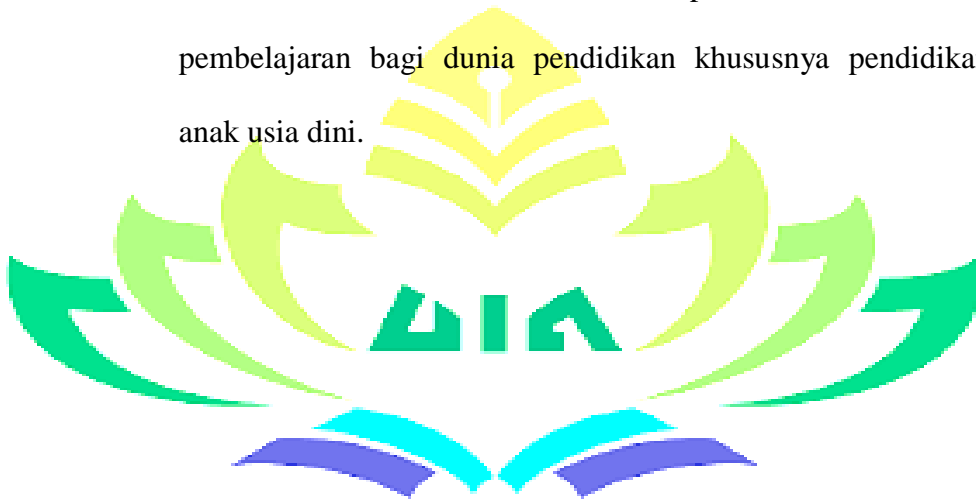 pembelajaran bagi dunia pendidikan khususnya pendidika
anak usia dini.